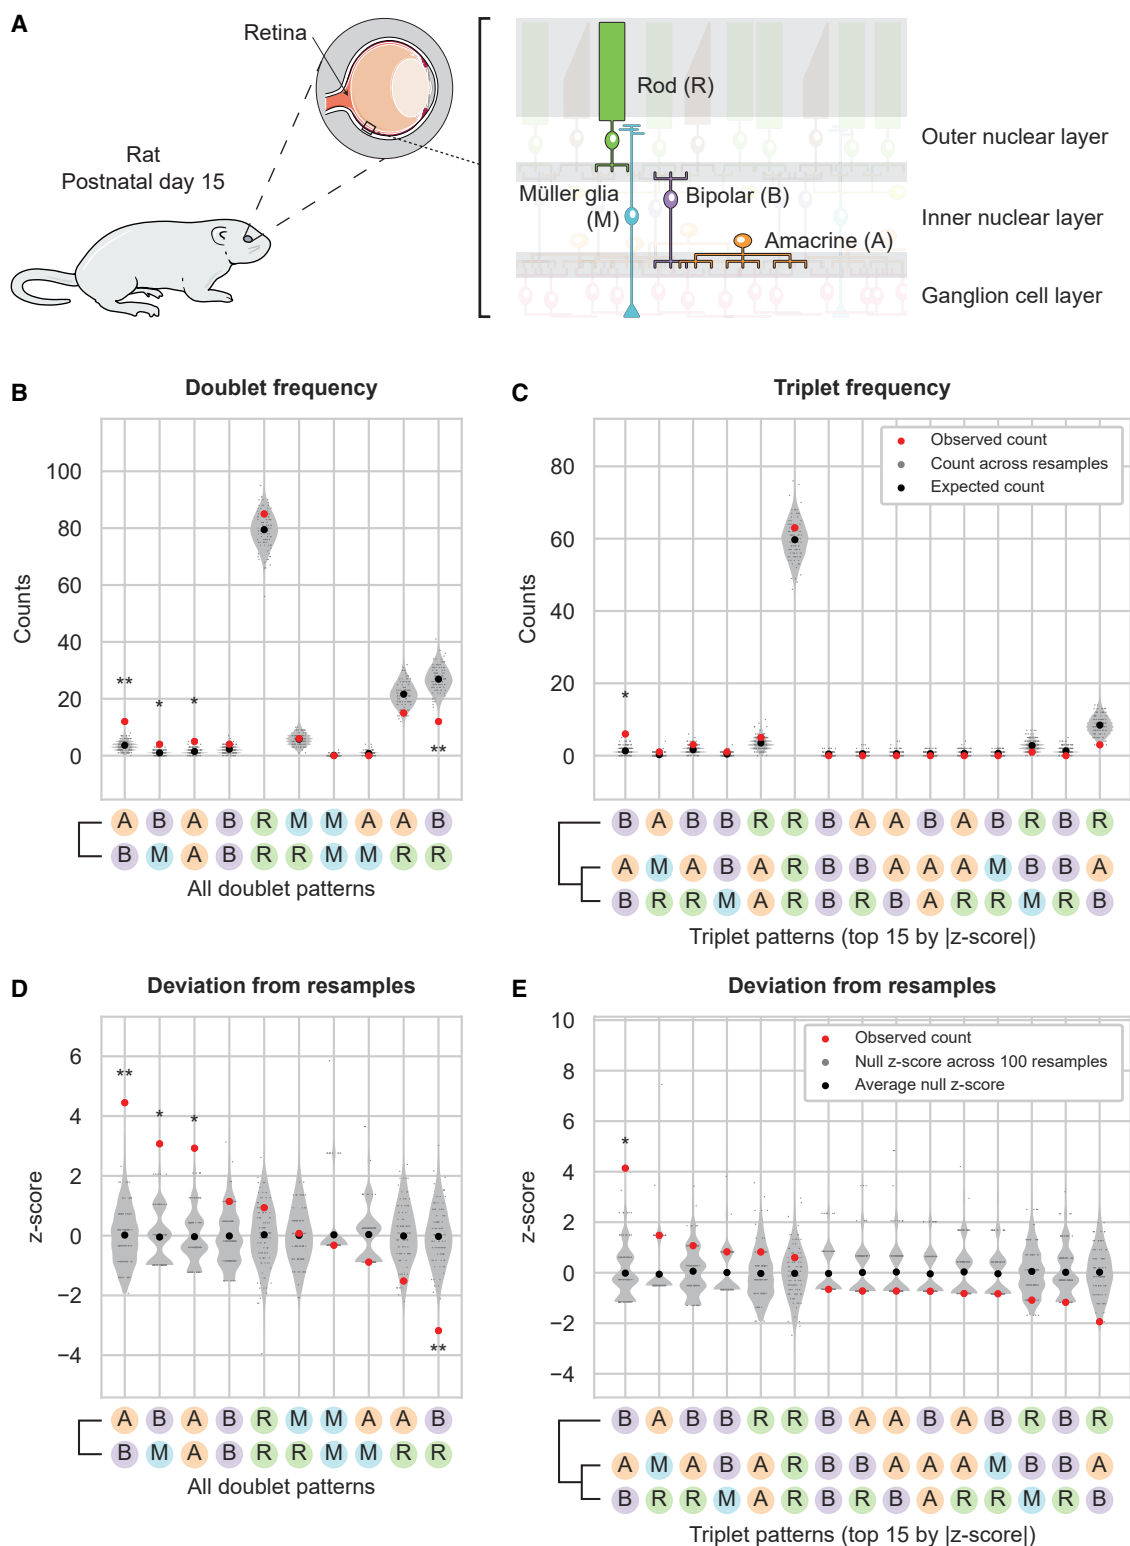 A
Retina
Rat
Postnatal day 15
Rod (R)
Müller glia
(M)
Bipolar (B)
Amacrine (A)
Outer nuclear layer
Inner nuclear layer
Ganglion cell layer
B
Doublet frequency
Counts
100
80
60
40
20
0
**
*
*
**
A B A B R M M A A B
B M A B R R M M R R
All doublet patterns
C
Triplet frequency
Observed count
Count across resamples
Expected count
80
60
40
20
0
*
B A B B R R B A A B A B R B R
A M A B A R B B A A A M B B A
B R R M A R B R B A R R M R B
Triplet patterns (top 15 by |z-score|)
D
Deviation from resamples
z-score
6
4
2
0
−2
−4
**
*
*
**
A B A B R M M A A B
B M A B R R M M R R
All doublet patterns
E
Deviation from resamples
Observed count
Null z-score across 100 resamples
Average null z-score
z-score
10
8
6
4
2
0
−2
−4
*
B A B B R R B A A B A B R B R
A M A B A R B B A A A M B B A
B R R M A R B R B A R R M R B
Triplet patterns (top 15 by |z-score|)